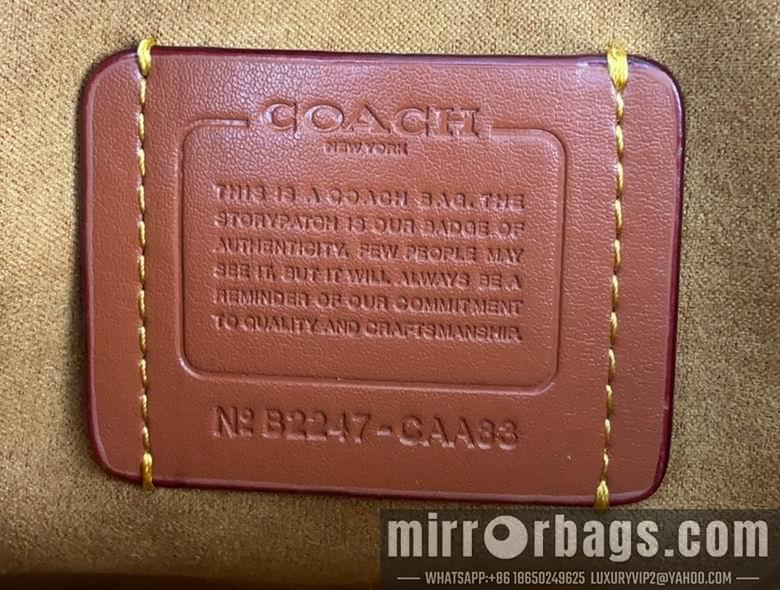 COACH
NEW YORK
THIS IS A COACH BAG. THE
STORYPATCH IS OUR BADGE OF
AUTHENTICITY. FEW PEOPLE MAY
SEE IT, BUT IT WILL ALWAYS BE A
REMINDER OF OUR COMMITMENT
TO QUALITY AND CRAFTSMANSHIP.
Nº B2247-CAA83
mirrorbags.com
WHATSAPP:+86 18650249625 LUXURYVIP2@YAHOO.COM